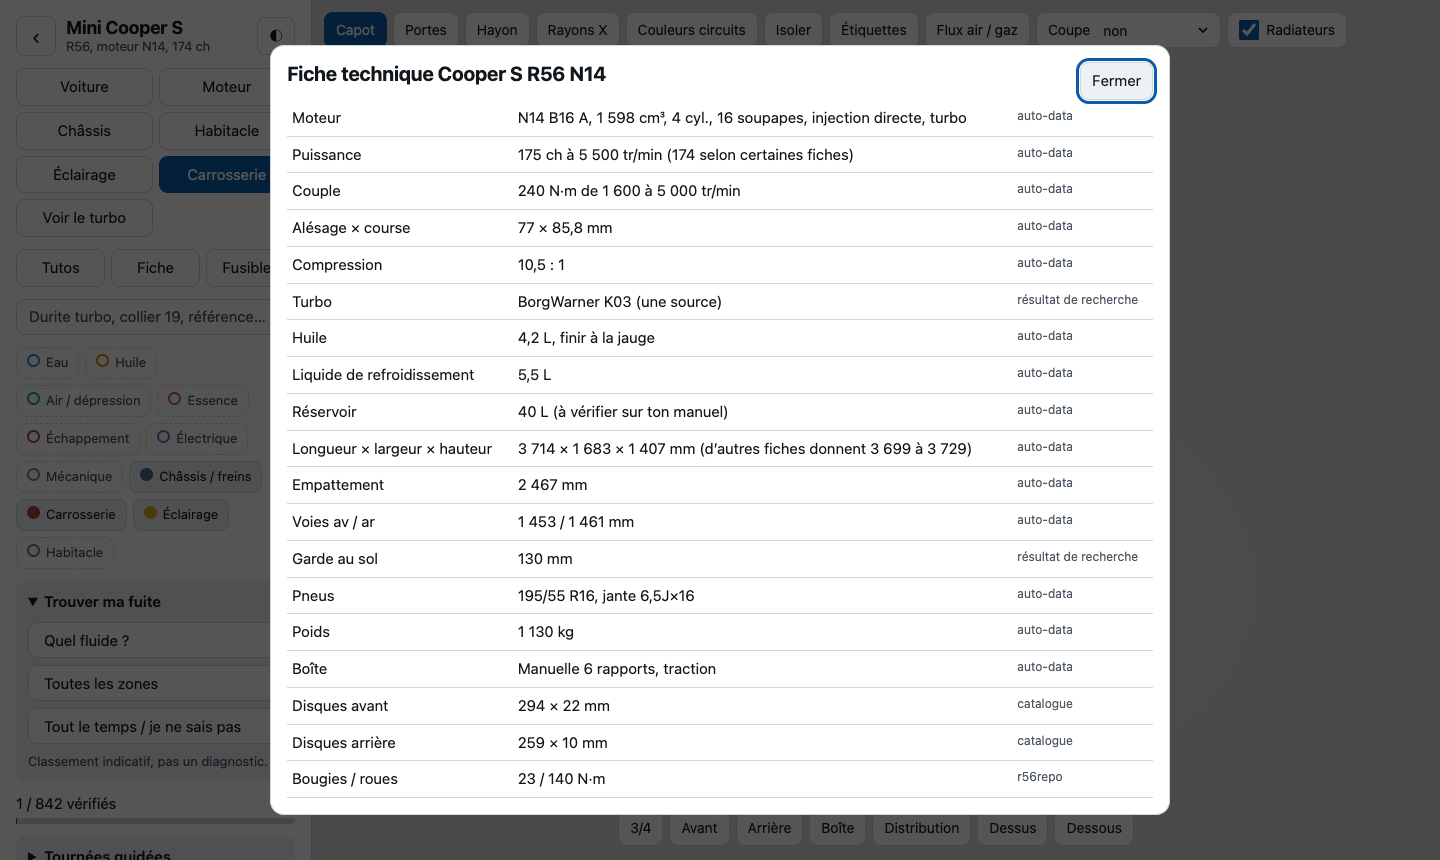 Mini Cooper S
R56, moteur N14, 174 ch
Voiture
Moteur
Châssis
Habitacle
Éclairage
Carrosserie
Voir le turbo
Tutos
Fiche
Fusible
Durite turbo, collier 19, référence...
Eau
Huile
Air / dépression
Essence
Échappement
Électrique
Mécanique
Châssis / freins
Carrosserie
Éclairage
Habitacle
▼ Trouver ma fuite
Quel fluide ?
Toutes les zones
Tout le temps / je ne sais pas
Classement indicatif, pas un diagnostic.
1 / 842 vérifiés
▶ Tournées guidées
Capot Portes Hayon Rayons X Couleurs circuits Isoler Étiquettes Flux air / gaz Coupe non Radiateurs
Fiche technique Cooper S R56 N14
Fermer
Moteur N14 B16 A, 1 598 cm³, 4 cyl., 16 soupapes, injection directe, turbo auto-data
Puissance 175 ch à 5 500 tr/min (174 selon certaines fiches) auto-data
Couple 240 N·m de 1 600 à 5 000 tr/min auto-data
Alésage × course 77 × 85,8 mm auto-data
Compression 10,5 : 1 auto-data
Turbo BorgWarner K03 (une source) résultat de recherche
Huile 4,2 L, finir à la jauge auto-data
Liquide de refroidissement 5,5 L auto-data
Réservoir 40 L (à vérifier sur ton manuel) auto-data
Longueur × largeur × hauteur 3 714 × 1 683 × 1 407 mm (d'autres fiches donnent 3 699 à 3 729) auto-data
Empattement 2 467 mm auto-data
Voies av / ar 1 453 / 1 461 mm auto-data
Garde au sol 130 mm résultat de recherche
Pneus 195/55 R16, jante 6,5J×16 auto-data
Poids 1 130 kg auto-data
Boîte Manuelle 6 rapports, traction auto-data
Disques avant 294 × 22 mm catalogue
Disques arrière 259 × 10 mm catalogue
Bougies / roues 23 / 140 N·m r56repo
3/4 Avant Arrière Boîte Distribution Dessus Dessous